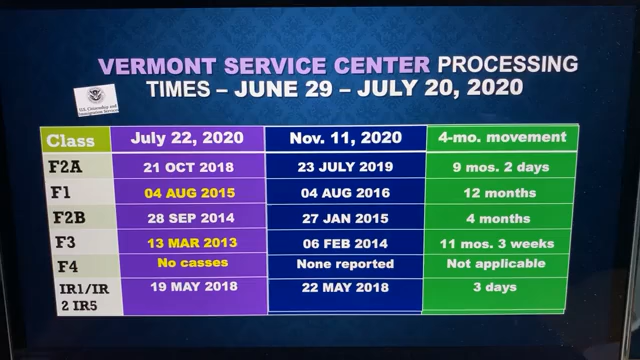 VERMONT SERVICE CENTER PROCESSING
TIMES – JUNE 29 – JULY 20, 2020
U.S. Citizenship and
Immigration Services
Class July 22, 2020 Nov. 11, 2020 4-mo. movement
F2A 21 OCT 2018 23 JULY 2019 9 mos. 2 days
F1 04 AUG 2015 04 AUG 2016 12 months
F2B 28 SEP 2014 27 JAN 2015 4 months
F3 13 MAR 2013 06 FEB 2014 11 mos. 3 weeks
F4 No casses None reported Not applicable
IR1/IR 19 MAY 2018 22 MAY 2018 3 days
2 IR5